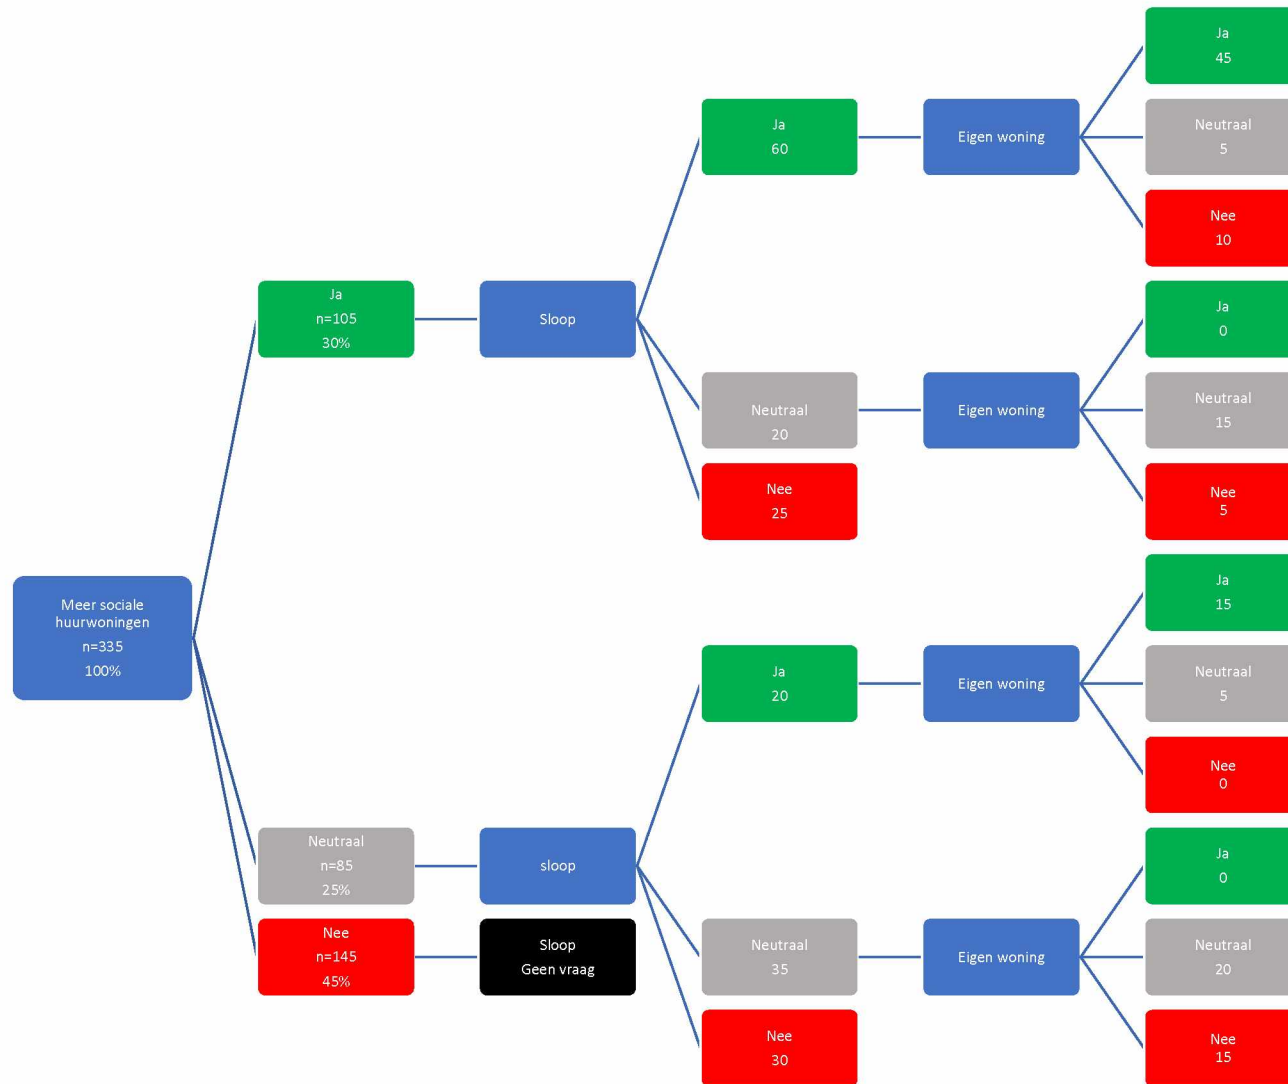 Meer sociale
huurwoningen
n=335
100%
Ja
n=105
30%
Sloop
Ja
60
Eigen woning
Ja
45
Neutraal
5
Nee
10
Neutraal
20
Eigen woning
Ja
0
Neutraal
15
Nee
5
Nee
25
Neutraal
n=85
25%
sloop
Ja
20
Eigen woning
Ja
15
Neutraal
5
Nee
0
Neutraal
35
Eigen woning
Ja
0
Neutraal
20
Nee
15
Nee
30
Nee
n=145
45%
Sloop
Geen vraag